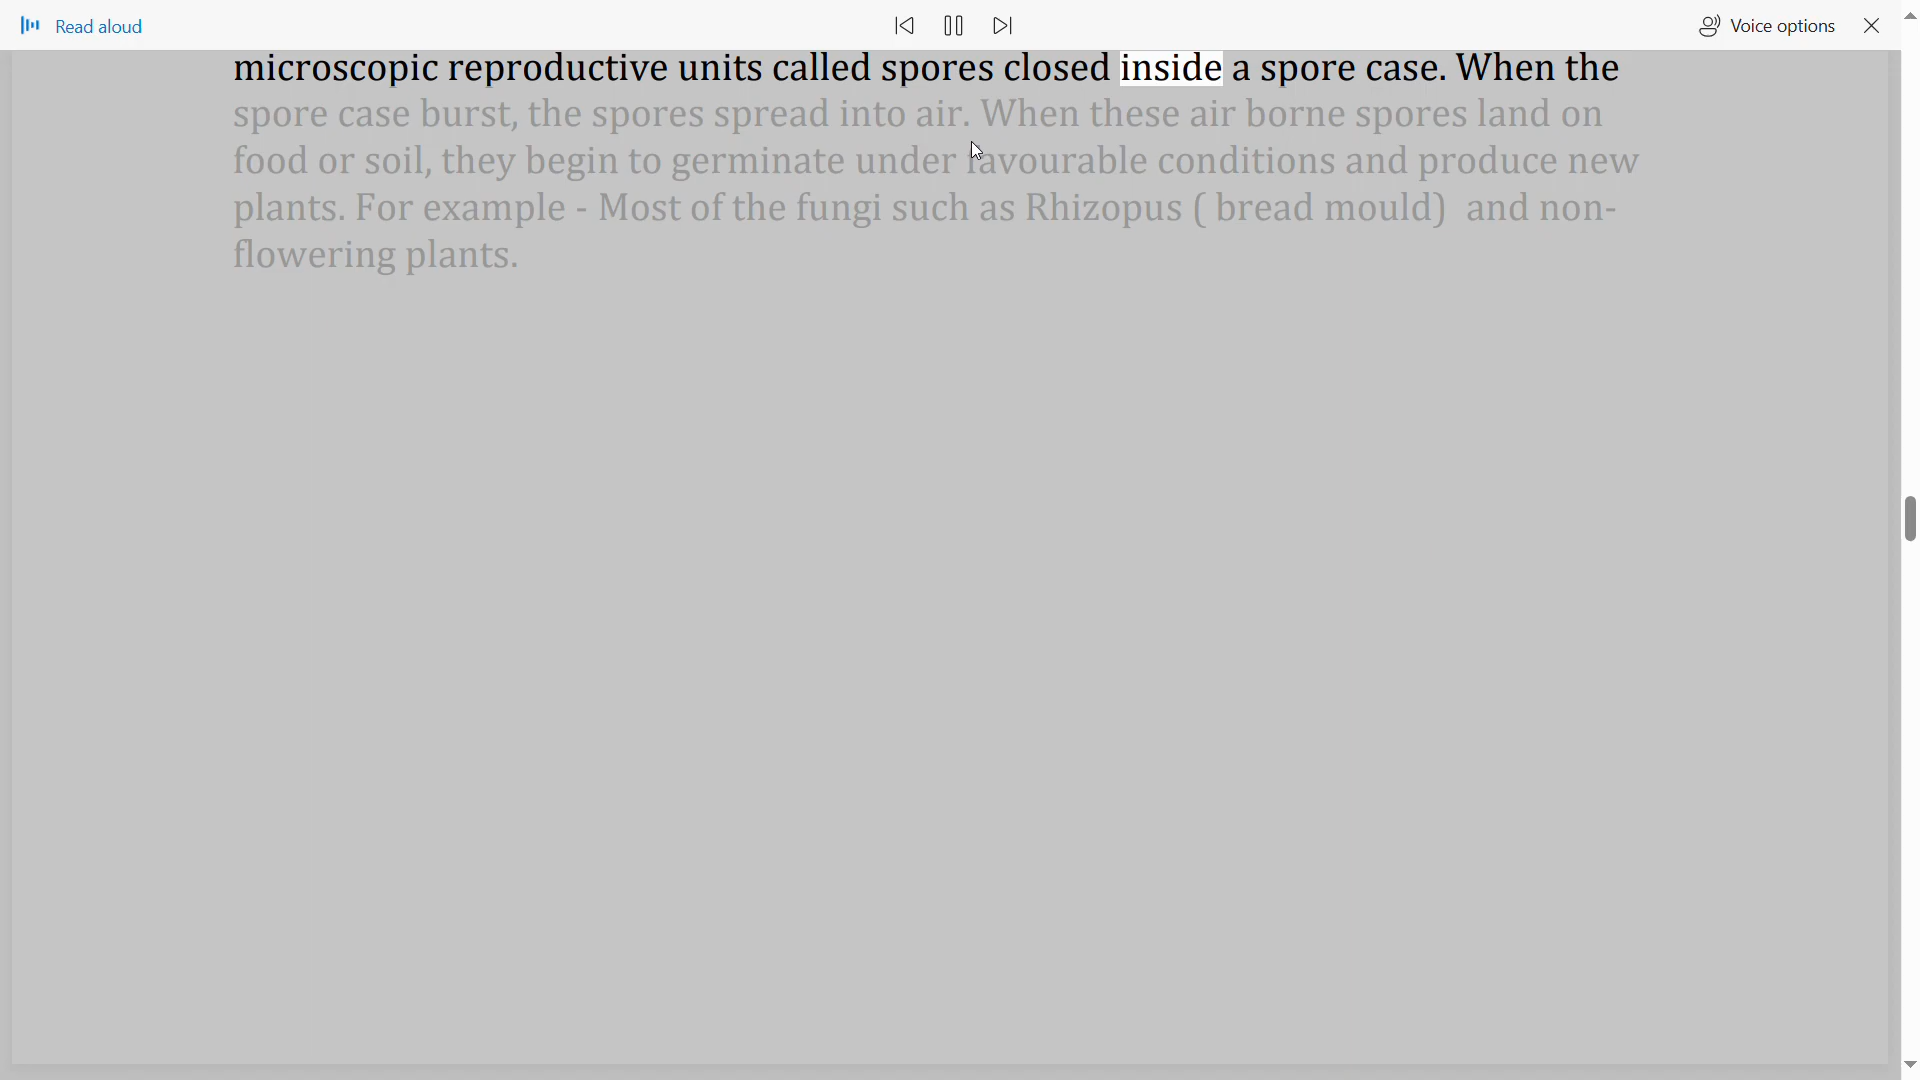 Read aloud
Voice options
microscopic reproductive units called spores closed inside a spore case. When the
spore case burst, the spores spread into air. When these air borne spores land on
food or soil, they begin to germinate under favourable conditions and produce new
plants. For example - Most of the fungi such as Rhizopus ( bread mould)  and non-
flowering plants.